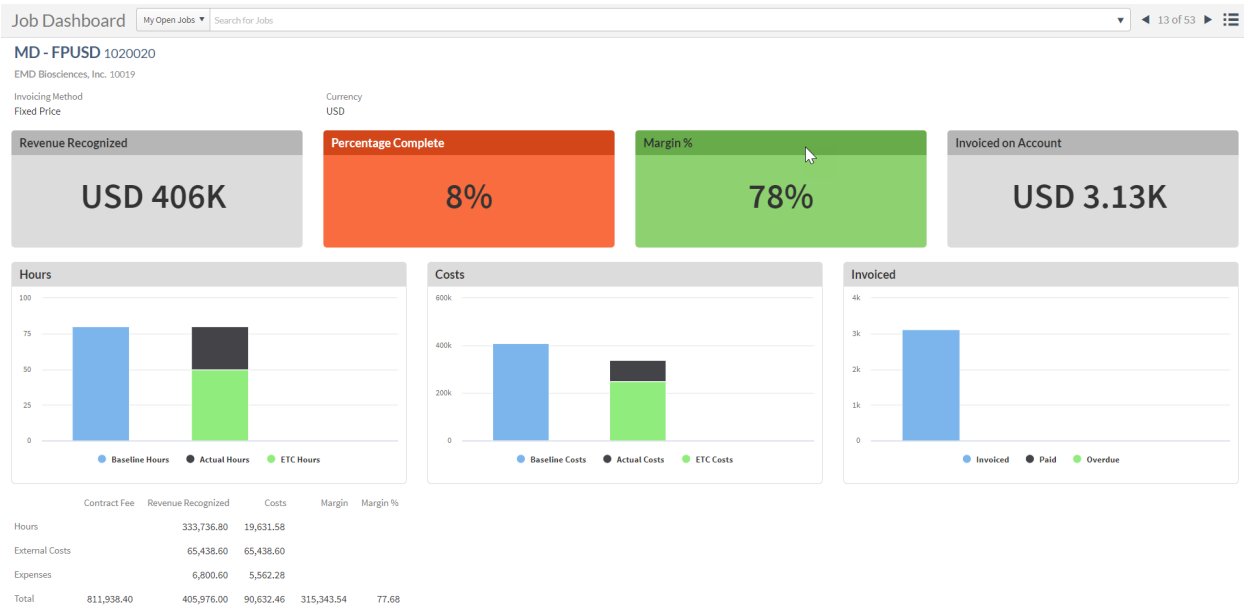 Job Dashboard My Open Jobs ▼ Search for Jobs ▼ ◀ 13 of 53 ▶
MD - FPUSD 1020020
EMD Biosciences, Inc. 10019
Invoicing Method Currency
Fixed Price USD
Revenue Recognized Percentage Complete Margin % Invoiced on Account
USD 406K 8% 78% USD 3.13K
Hours
100
75
50
25
0
Baseline Hours Actual Hours ETC Hours
Costs
600k
400k
200k
0
Baseline Costs Actual Costs ETC Costs
Invoiced
4k
3k
2k
1k
0
Invoiced Paid Overdue
Contract Fee Revenue Recognized Costs Margin Margin %
Hours 333,736.80 19,631.58
External Costs 65,438.60 65,438.60
Expenses 6,800.60 5,562.28
Total 811,938.40 405,976.00 90,632.46 315,343.54 77.68